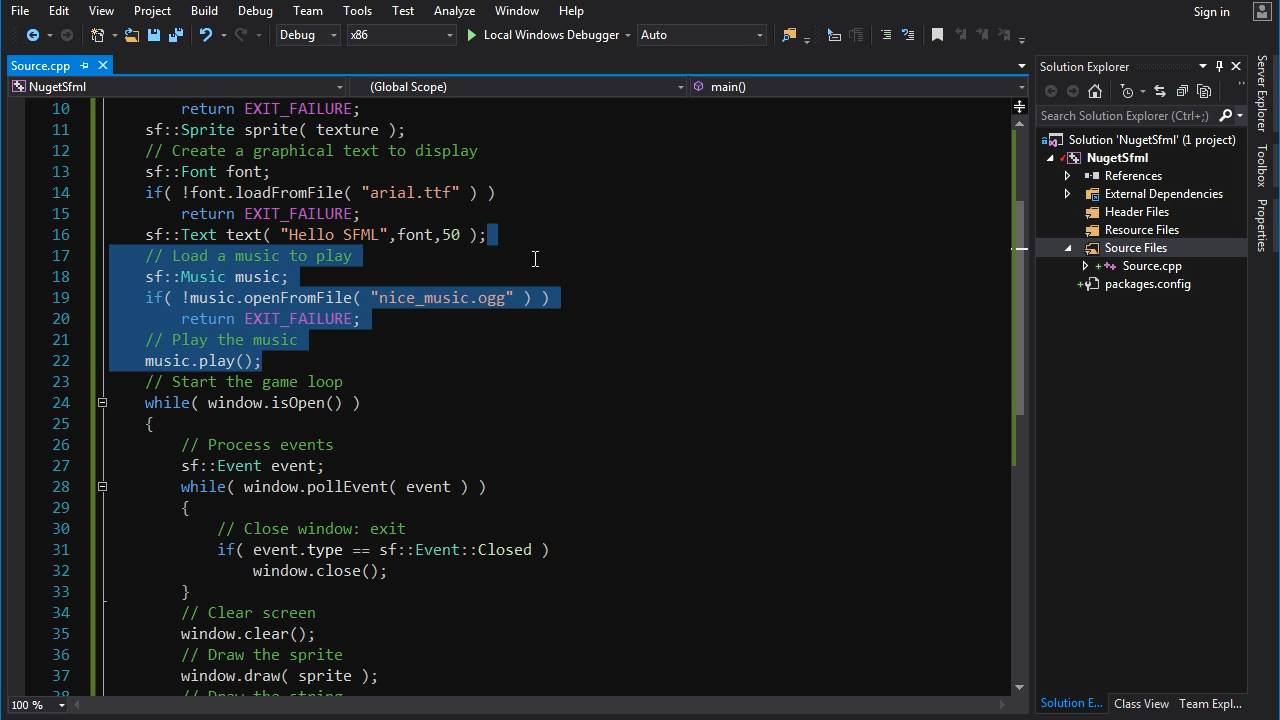 File Edit View Project Build Debug Team Tools Test Analyze Window Help
Sign in
Debug x86 Local Windows Debugger Auto
Source.cpp
NugetSfml (Global Scope) main()
10 return EXIT_FAILURE;
11 sf::Sprite sprite( texture );
12 // Create a graphical text to display
13 sf::Font font;
14 if( !font.loadFromFile( "arial.ttf" ) )
15 return EXIT_FAILURE;
16 sf::Text text( "Hello SFML",font,50 );
17 // Load a music to play
18 sf::Music music;
19 if( !music.openFromFile( "nice_music.ogg" ) )
20 return EXIT_FAILURE;
21 // Play the music
22 music.play();
23 // Start the game loop
24 while( window.isOpen() )
25 {
26 // Process events
27 sf::Event event;
28 while( window.pollEvent( event ) )
29 {
30 // Close window: exit
31 if( event.type == sf::Event::Closed )
32 window.close();
33 }
34 // Clear screen
35 window.clear();
36 // Draw the sprite
37 window.draw( sprite );
38 // Draw the string
100 %
Solution Explorer
Search Solution Explorer (Ctrl+;)
Solution 'NugetSfml' (1 project)
NugetSfml
References
External Dependencies
Header Files
Resource Files
Source Files
Source.cpp
packages.config
Solution E... Class View Team Expl...
Server Explorer
Toolbox
Properties